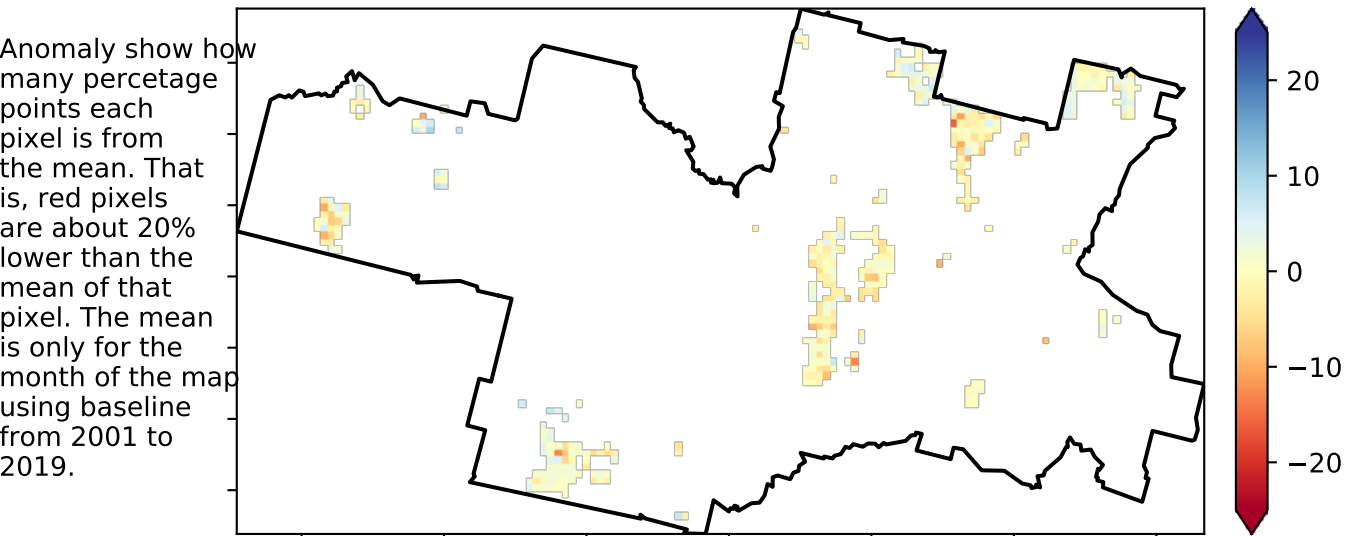 Anomaly show how
many percetage
points each
pixel is from
the mean. That
is, red pixels
are about 20%
lower than the
mean of that
pixel. The mean
is only for the
month of the map
using baseline
from 2001 to
2019.
20
10
0
−10
−20